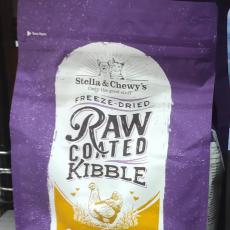 Stella & Chewy's
Only the good stuff
FREEZE-DRIED
RAW
COATED
KIBBLE